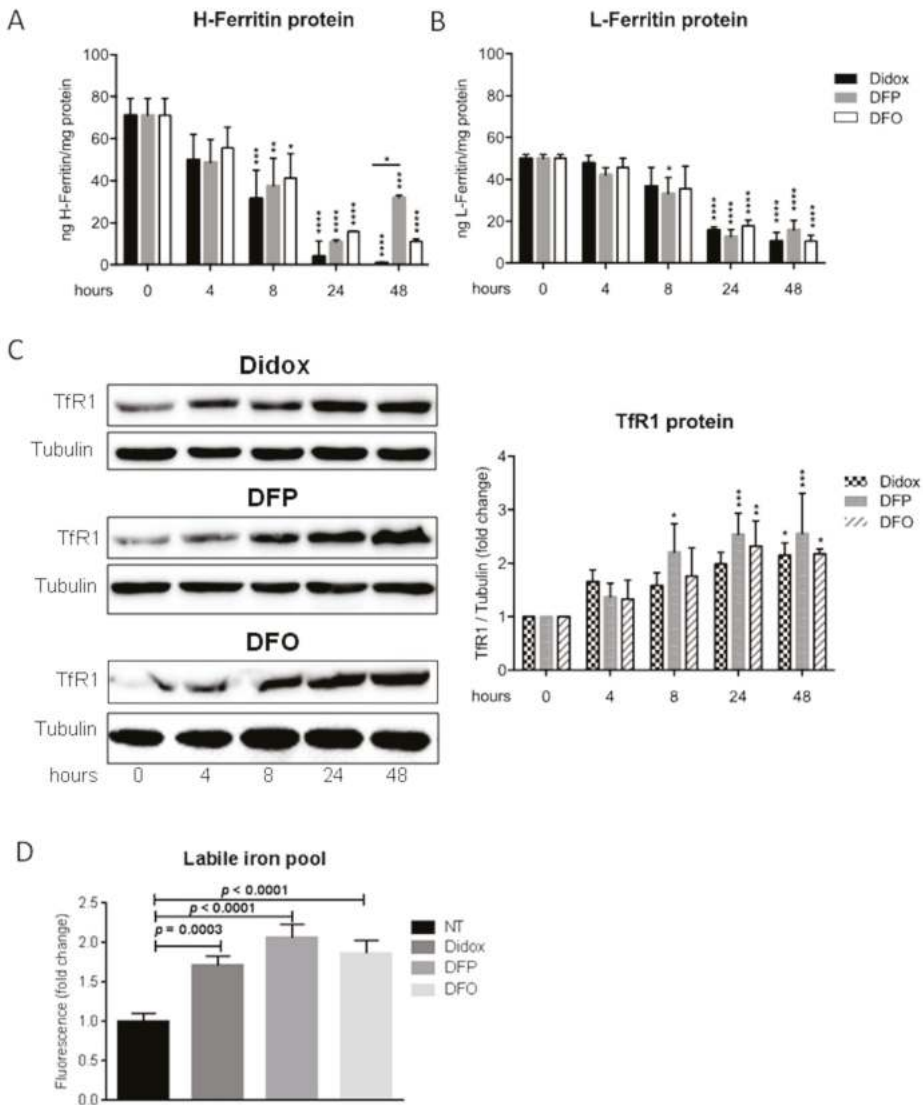 A
H-Ferritin protein
ng H-Ferritin/mg protein
100
80
60
40
20
0
***
**
*
****
****
****
*
****
***
****
hours 0 4 8 24 48
B
L-Ferritin protein
ng L-Ferritin/mg protein
100
80
60
40
20
0
*
****
****
****
****
****
****
hours 0 4 8 24 48
Didox
DFP
DFO
C
Didox
TfR1
Tubulin
DFP
TfR1
Tubulin
DFO
TfR1
Tubulin
hours 0 4 8 24 48
TfR1 protein
TfR1 / Tubulin (fold change)
4
3
2
1
0
*
***
**
*
***
*
hours 0 4 8 24 48
Didox
DFP
DFO
D
Labile iron pool
Fluorescence (fold change)
2.5
2.0
1.5
1.0
0.5
0.0
p < 0.0001
p < 0.0001
p = 0.0003
NT
Didox
DFP
DFO